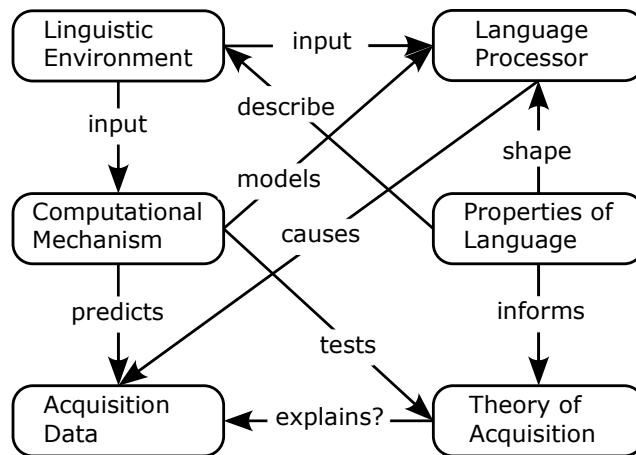 Linguistic
Environment
input
Language
Processor
input
describe
shape
models
Computational
Mechanism
causes
Properties of
Language
predicts
informs
tests
Acquisition
Data
explains?
Theory of
Acquisition